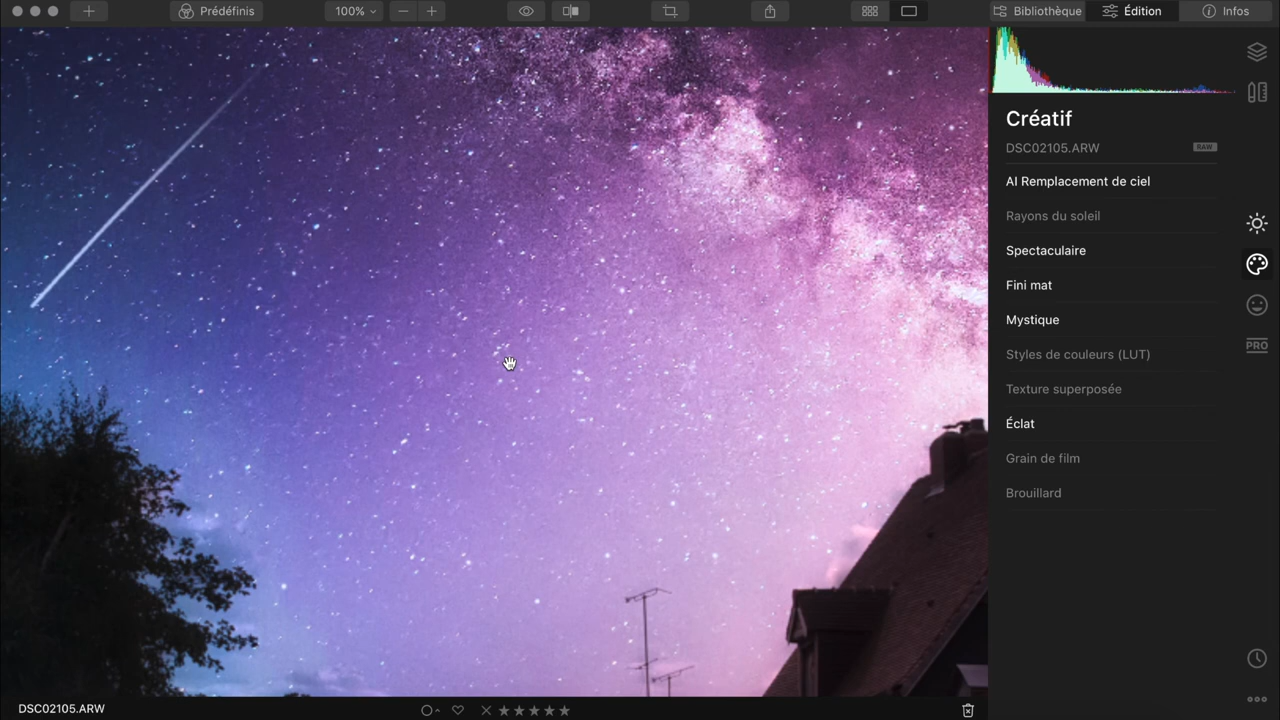 Prédéfinis
100%
Bibliothèque
Édition
Infos
Créatif
DSC02105.ARW
RAW
AI Remplacement de ciel
Rayons du soleil
Spectaculaire
Fini mat
Mystique
Styles de couleurs (LUT)
Texture superposée
Éclat
Grain de film
Brouillard
PRO
DSC02105.ARW